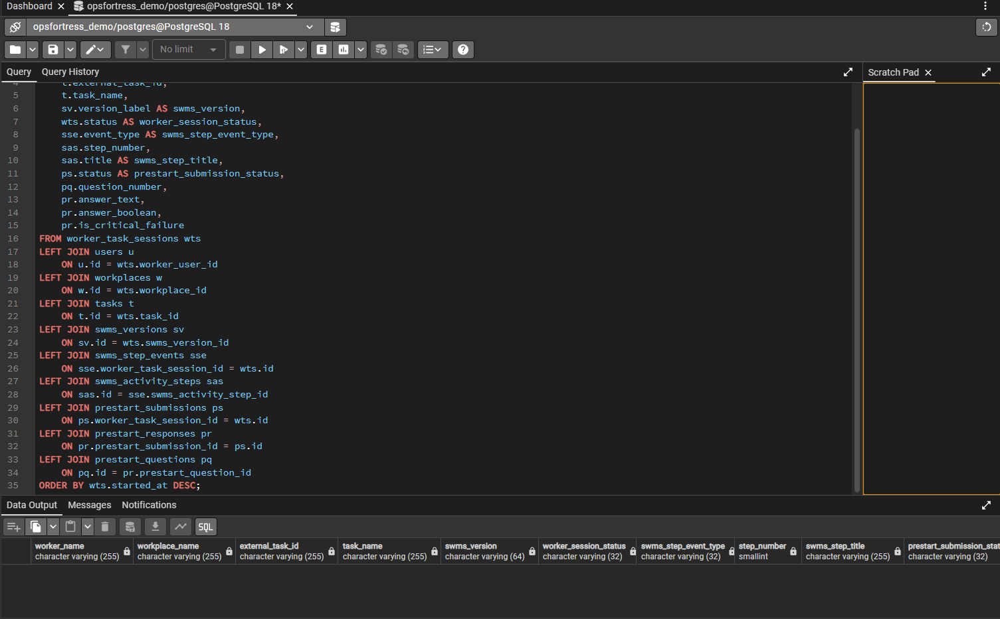 Dashboard
opsfortress_demo/postgres@PostgreSQL 18*
opsfortress_demo/postgres@PostgreSQL 18
No limit
E
Query
Query History
Scratch Pad
4 t.external_task_id,
5 t.task_name,
6 sv.version_label AS swms_version,
7 wts.status AS worker_session_status,
8 sse.event_type AS swms_step_event_type,
9 sas.step_number,
10 sas.title AS swms_step_title,
11 ps.status AS prestart_submission_status,
12 pq.question_number,
13 pr.answer_text,
14 pr.answer_boolean,
15 pr.is_critical_failure
16 FROM worker_task_sessions wts
17 LEFT JOIN users u
18 ON u.id = wts.worker_user_id
19 LEFT JOIN workplaces w
20 ON w.id = wts.workplace_id
21 LEFT JOIN tasks t
22 ON t.id = wts.task_id
23 LEFT JOIN swms_versions sv
24 ON sv.id = wts.swms_version_id
25 LEFT JOIN swms_step_events sse
26 ON sse.worker_task_session_id = wts.id
27 LEFT JOIN swms_activity_steps sas
28 ON sas.id = sse.swms_activity_step_id
29 LEFT JOIN prestart_submissions ps
30 ON ps.worker_task_session_id = wts.id
31 LEFT JOIN prestart_responses pr
32 ON pr.prestart_submission_id = ps.id
33 LEFT JOIN prestart_questions pq
34 ON pq.id = pr.prestart_question_id
35 ORDER BY wts.started_at DESC;
Data Output
Messages
Notifications
SQL
worker_name
character varying (255)
workplace_name
character varying (255)
external_task_id
character varying (255)
task_name
character varying (255)
swms_version
character varying (64)
worker_session_status
character varying (32)
swms_step_event_type
character varying (32)
step_number
smallint
swms_step_title
character varying (255)
prestart_submission_stat
character varying (32)